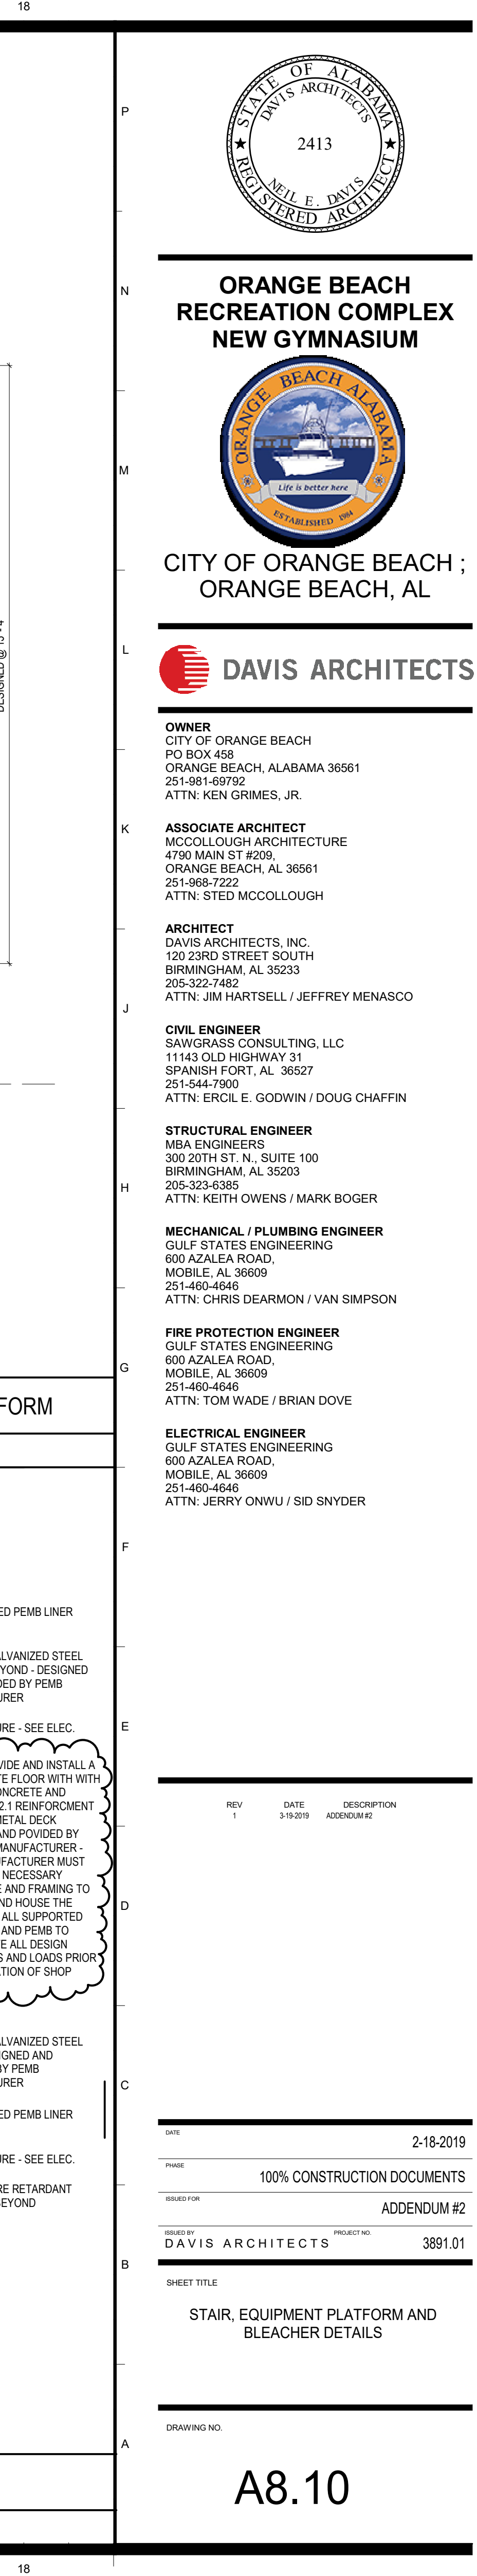 18
P
STATE OF ALABAMA
DAVIS ARCHITECTS
2413
NEIL E. DAVIS
REGISTERED ARCHITECT
N
ORANGE BEACH
RECREATION COMPLEX
NEW GYMNASIUM
ORANGE BEACH ALABAMA
Life is better here
ESTABLISHED 1984
M
CITY OF ORANGE BEACH ;
ORANGE BEACH, AL
L
DESIGNED @ 13'-4
DAVIS ARCHITECTS
OWNER
CITY OF ORANGE BEACH
PO BOX 458
ORANGE BEACH, ALABAMA 36561
251-981-69792
ATTN: KEN GRIMES, JR.
K
ASSOCIATE ARCHITECT
MCCOLLOUGH ARCHITECTURE
4790 MAIN ST #209,
ORANGE BEACH, AL 36561
251-968-7222
ATTN: STED MCCOLLOUGH
ARCHITECT
DAVIS ARCHITECTS, INC.
120 23RD STREET SOUTH
BIRMINGHAM, AL 35233
205-322-7482
ATTN: JIM HARTSELL / JEFFREY MENASCO
J
CIVIL ENGINEER
SAWGRASS CONSULTING, LLC
11143 OLD HIGHWAY 31
SPANISH FORT, AL 36527
251-544-7900
ATTN: ERCIL E. GODWIN / DOUG CHAFFIN
STRUCTURAL ENGINEER
MBA ENGINEERS
300 20TH ST. N., SUITE 100
BIRMINGHAM, AL 35203
205-323-6385
ATTN: KEITH OWENS / MARK BOGER
H
MECHANICAL / PLUMBING ENGINEER
GULF STATES ENGINEERING
600 AZALEA ROAD,
MOBILE, AL 36609
251-460-4646
ATTN: CHRIS DEARMON / VAN SIMPSON
FIRE PROTECTION ENGINEER
GULF STATES ENGINEERING
600 AZALEA ROAD,
MOBILE, AL 36609
251-460-4646
ATTN: TOM WADE / BRIAN DOVE
G
FORM
ELECTRICAL ENGINEER
GULF STATES ENGINEERING
600 AZALEA ROAD,
MOBILE, AL 36609
251-460-4646
ATTN: JERRY ONWU / SID SNYDER
F
ED PEMB LINER
ALVANIZED STEEL
EYOND - DESIGNED
DED BY PEMB
URER
URE - SEE ELEC.
E
VIDE AND INSTALL A
TE FLOOR WITH WITH
ONCRETE AND
2.1 REINFORCMENT
METAL DECK
AND POVIDED BY
MANUFACTURER -
UFACTURER MUST
NECESSARY
E AND FRAMING TO
ND HOUSE THE
ALL SUPPORTED
AND PEMB TO
E ALL DESIGN
S AND LOADS PRIOR
ATION OF SHOP
REV DATE DESCRIPTION
1 3-19-2019 ADDENDUM #2
D
ALVANIZED STEEL
IGNED AND
BY PEMB
URER
C
ED PEMB LINER
URE - SEE ELEC.
RE RETARDANT
BEYOND
DATE
2-18-2019
PHASE
100% CONSTRUCTION DOCUMENTS
ISSUED FOR
ADDENDUM #2
ISSUED BY PROJECT NO.
DAVIS ARCHITECTS 3891.01
B
SHEET TITLE
STAIR, EQUIPMENT PLATFORM AND
BLEACHER DETAILS
DRAWING NO.
A
A8.10
18